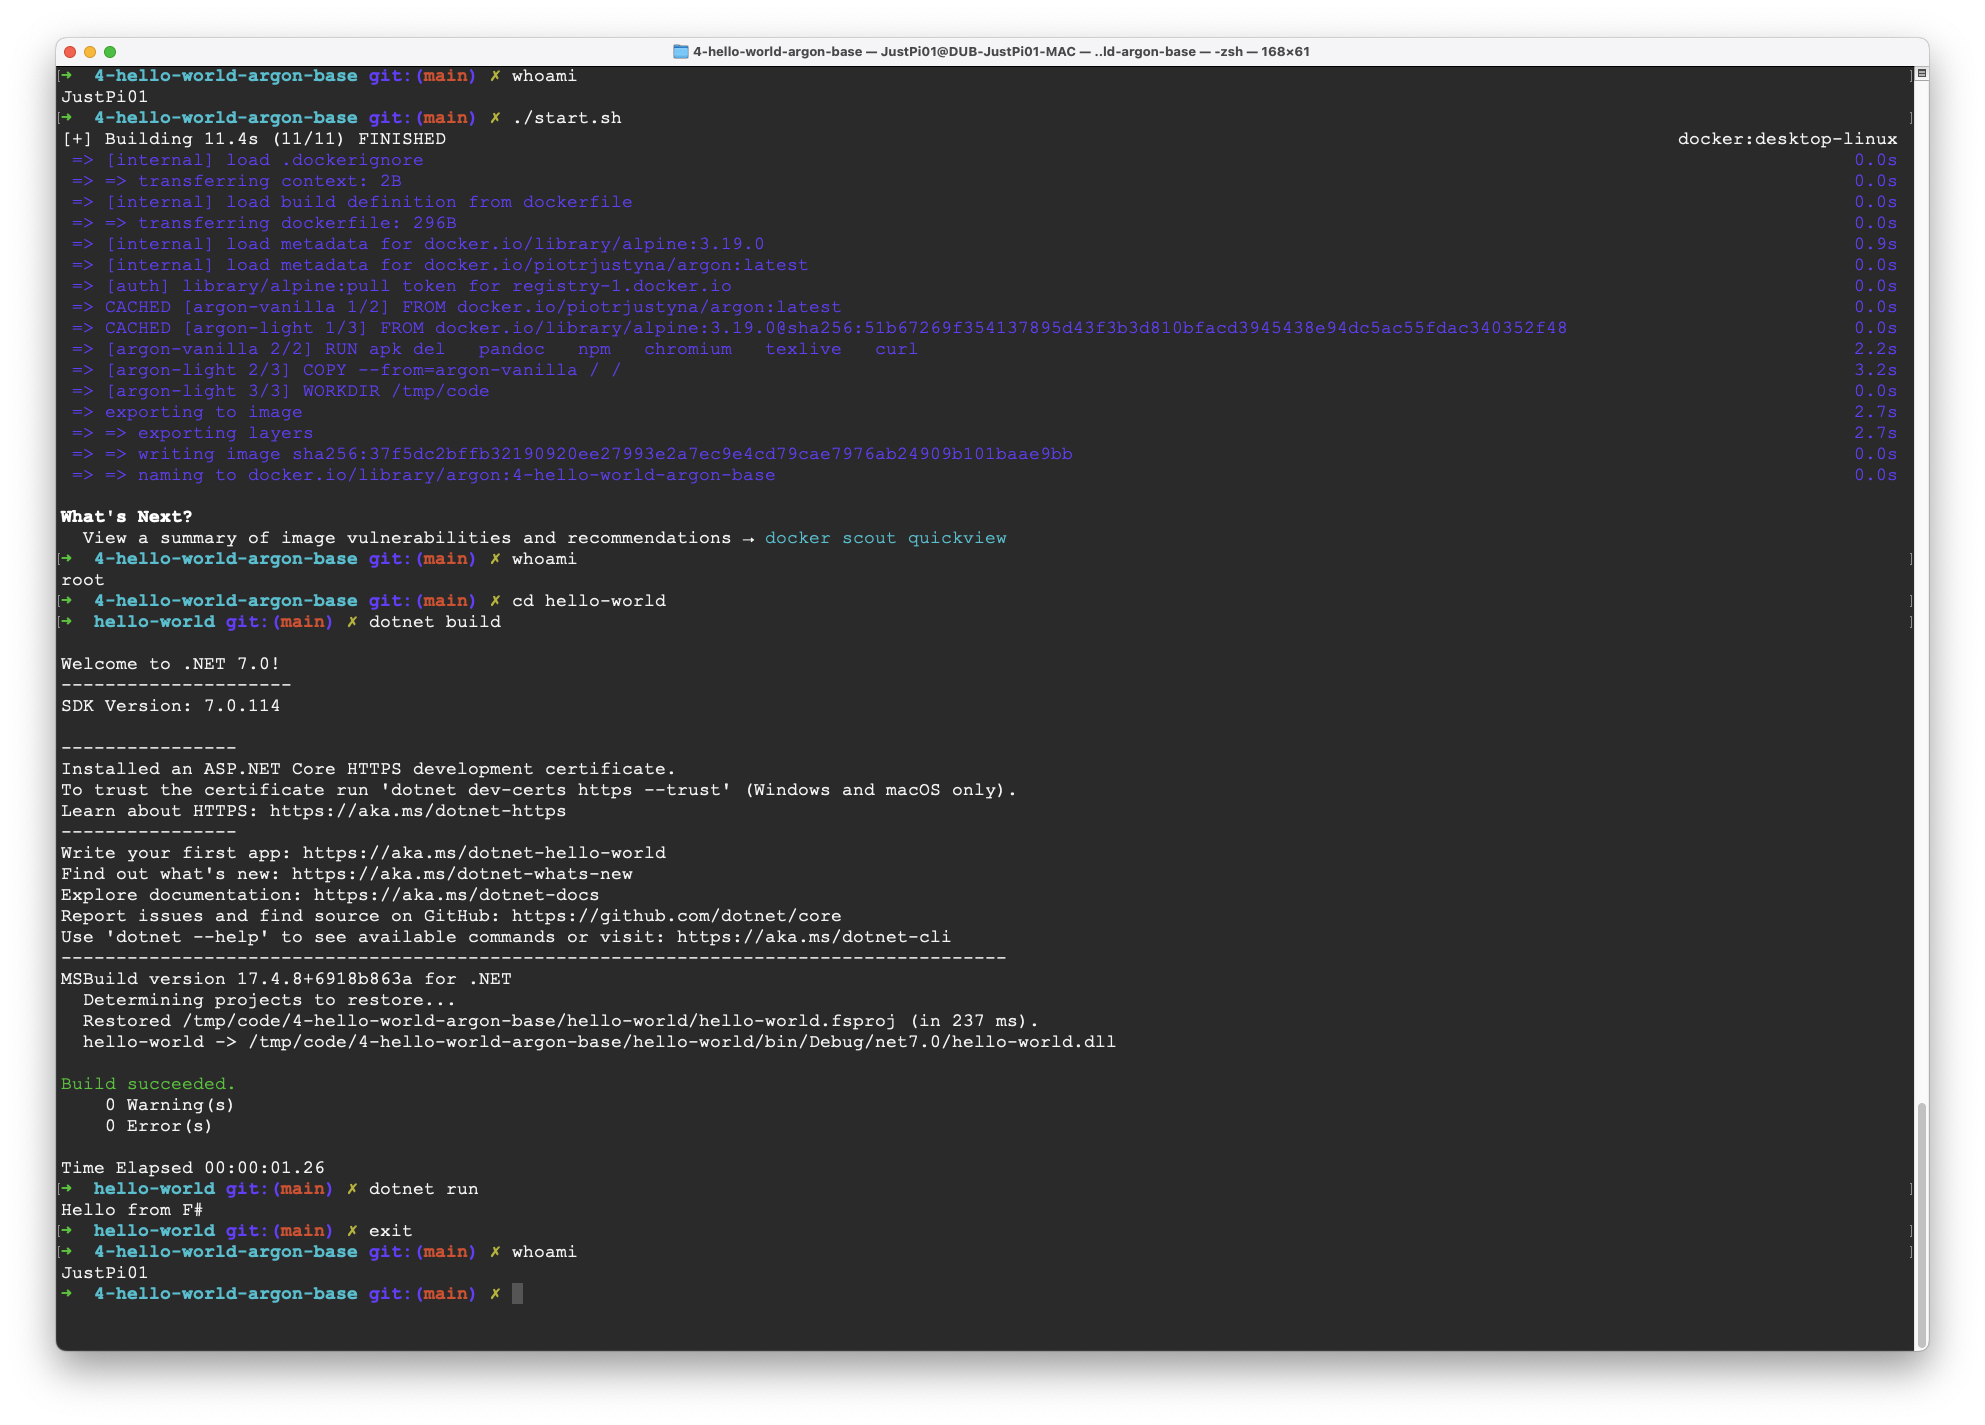 4-hello-world-argon-base — JustPi01@DUB-JustPi01-MAC — ..ld-argon-base — -zsh — 168×61
[➜  4-hello-world-argon-base git:(main) ✗ whoami ]
JustPi01
[➜  4-hello-world-argon-base git:(main) ✗ ./start.sh ]
[+] Building 11.4s (11/11) FINISHED docker:desktop-linux
 => [internal] load .dockerignore 0.0s
 => => transferring context: 2B 0.0s
 => [internal] load build definition from dockerfile 0.0s
 => => transferring dockerfile: 296B 0.0s
 => [internal] load metadata for docker.io/library/alpine:3.19.0 0.9s
 => [internal] load metadata for docker.io/piotrjustyna/argon:latest 0.0s
 => [auth] library/alpine:pull token for registry-1.docker.io 0.0s
 => CACHED [argon-vanilla 1/2] FROM docker.io/piotrjustyna/argon:latest 0.0s
 => CACHED [argon-light 1/3] FROM docker.io/library/alpine:3.19.0@sha256:51b67269f354137895d43f3b3d810bfacd3945438e94dc5ac55fdac340352f48 0.0s
 => [argon-vanilla 2/2] RUN apk del   pandoc   npm   chromium   texlive   curl 2.2s
 => [argon-light 2/3] COPY --from=argon-vanilla / / 3.2s
 => [argon-light 3/3] WORKDIR /tmp/code 0.0s
 => exporting to image 2.7s
 => => exporting layers 2.7s
 => => writing image sha256:37f5dc2bffb32190920ee27993e2a7ec9e4cd79cae7976ab24909b101baae9bb 0.0s
 => => naming to docker.io/library/argon:4-hello-world-argon-base 0.0s
What's Next?
  View a summary of image vulnerabilities and recommendations → docker scout quickview
[➜  4-hello-world-argon-base git:(main) ✗ whoami ]
root
[➜  4-hello-world-argon-base git:(main) ✗ cd hello-world ]
[➜  hello-world git:(main) ✗ dotnet build ]
Welcome to .NET 7.0!
---------------------
SDK Version: 7.0.114
----------------
Installed an ASP.NET Core HTTPS development certificate.
To trust the certificate run 'dotnet dev-certs https --trust' (Windows and macOS only).
Learn about HTTPS: https://aka.ms/dotnet-https
----------------
Write your first app: https://aka.ms/dotnet-hello-world
Find out what's new: https://aka.ms/dotnet-whats-new
Explore documentation: https://aka.ms/dotnet-docs
Report issues and find source on GitHub: https://github.com/dotnet/core
Use 'dotnet --help' to see available commands or visit: https://aka.ms/dotnet-cli
--------------------------------------------------------------------------------------
MSBuild version 17.4.8+6918b863a for .NET
  Determining projects to restore...
  Restored /tmp/code/4-hello-world-argon-base/hello-world/hello-world.fsproj (in 237 ms).
  hello-world -> /tmp/code/4-hello-world-argon-base/hello-world/bin/Debug/net7.0/hello-world.dll
Build succeeded.
    0 Warning(s)
    0 Error(s)
Time Elapsed 00:00:01.26
[➜  hello-world git:(main) ✗ dotnet run ]
Hello from F#
[➜  hello-world git:(main) ✗ exit ]
[➜  4-hello-world-argon-base git:(main) ✗ whoami ]
JustPi01
➜  4-hello-world-argon-base git:(main) ✗